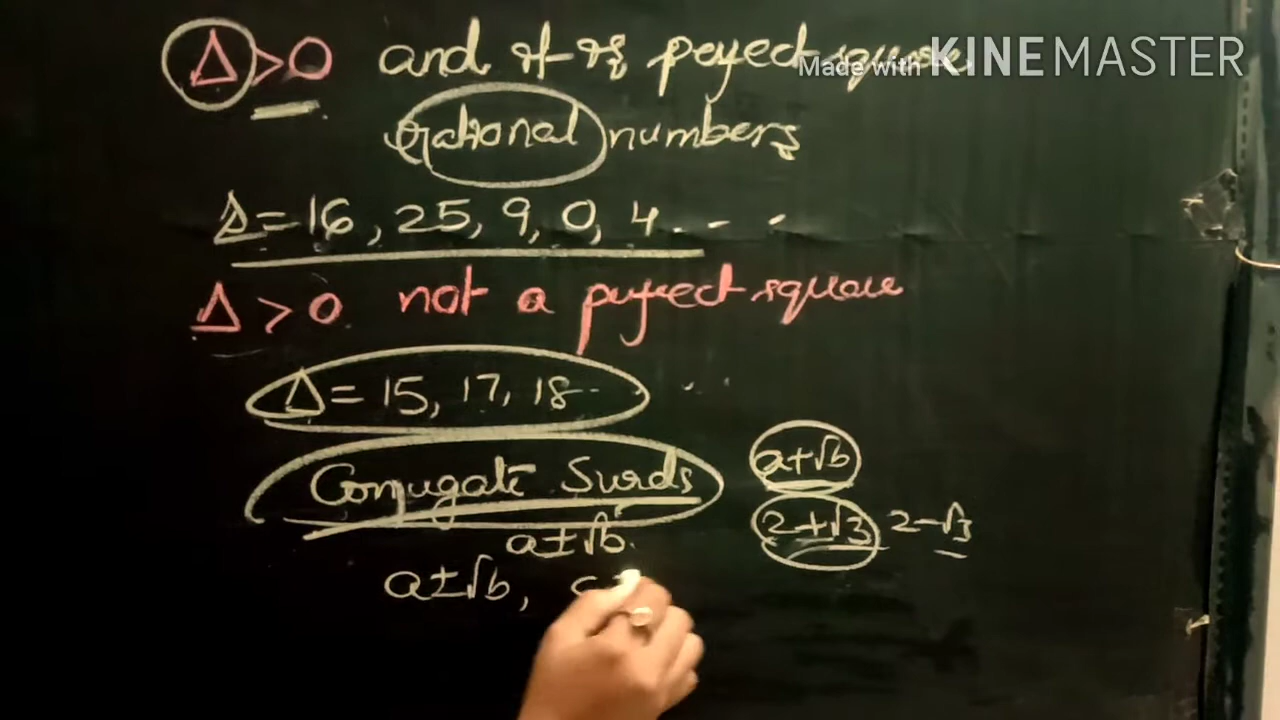 Δ>0 and it is perfect square
Made with KINEMASTER
rational numbers
Δ=16, 25, 9, 0, 4 ...
Δ > 0 not a perfect square
Δ = 15, 17, 18 ...
Conjugate Surds
a+√b
2+√3 2-√3
a±√b
a±√b,